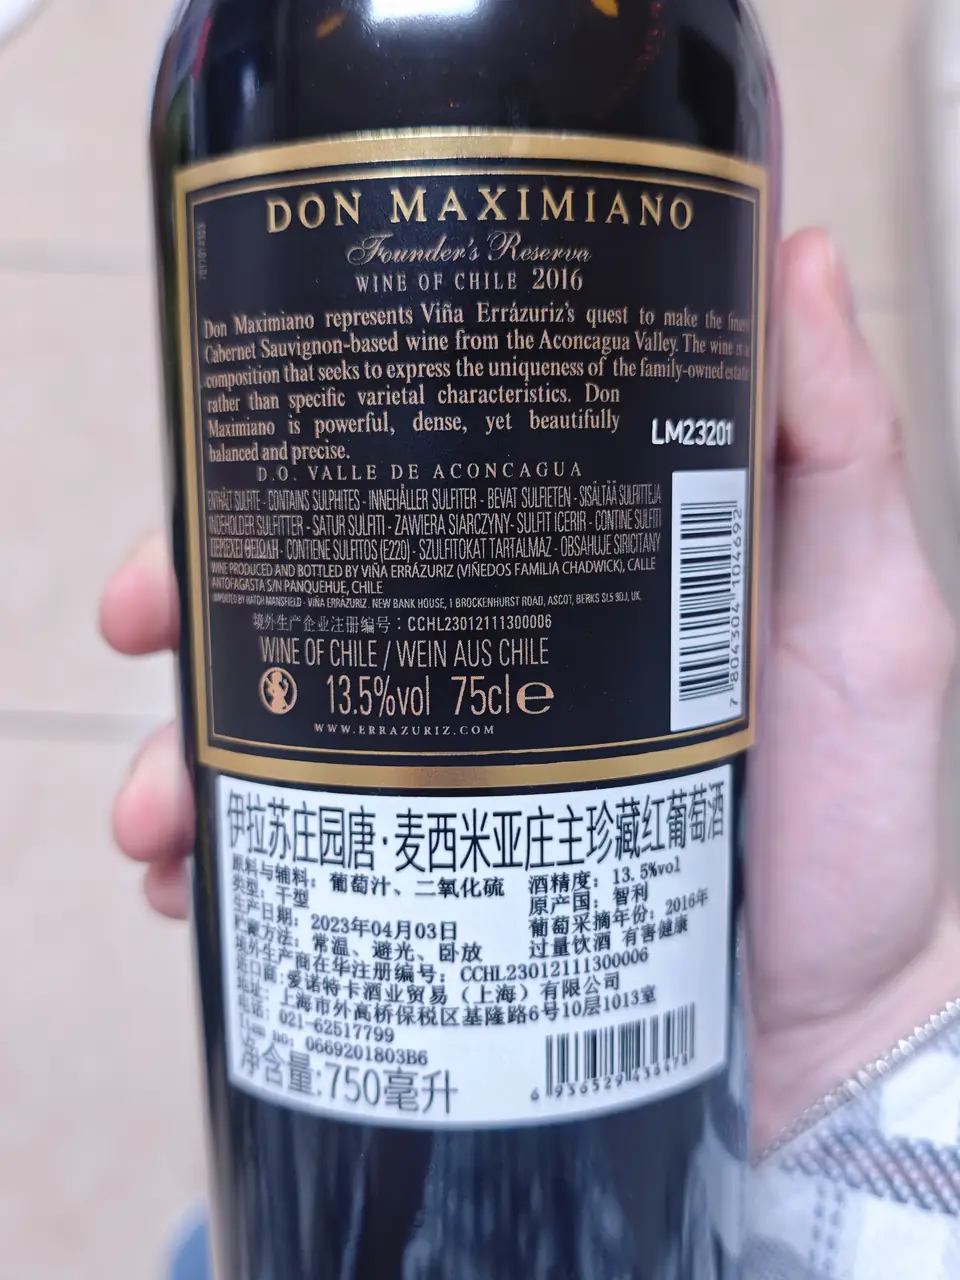 DON MAXIMIANO
Founder's Reserva
WINE OF CHILE 2016
Don Maximiano represents Viña Errázuriz's quest to make the finest
Cabernet Sauvignon-based wine from the Aconcagua Valley. The wine is a
composition that seeks to express the uniqueness of the family-owned estate
rather than specific varietal characteristics. Don
Maximiano is powerful, dense, yet beautifully
balanced and precise.
LM23201
D.O. VALLE DE ACONCAGUA
ENTHÄLT SULFITE - CONTAINS SULPHITES - INNEHÅLLER SULFITER - BEVAT SULFIETEN - SISÄLTÄÄ SULFIITTEJA
INDEHOLDER SULFITTER - SATUR SULFITI - ZAWIERA SIARCZYNY - SULFIT ICERIR - CONTINE SULFITI
ΠΕΡΙΕΧΕΙ ΘΕΙΩΔΗ - CONTIENE SULFITOS (E220) - SZULFITOKAT TARTALMAZ - OBSAHUJE SIRICITANY
WINE PRODUCED AND BOTTLED BY VIÑA ERRÁZURIZ (VIÑEDOS FAMILIA CHADWICK), CALLE
ANTOFAGASTA S/N PANQUEHUE, CHILE
IMPORTED BY HATCH MANSFIELD - VIÑA ERRÁZURIZ. NEW BANK HOUSE, 1 BROCKENHURST ROAD, ASCOT, BERKS SL5 9DJ, UK.
境外生产企业注册编号：CCHL23012111300006
WINE OF CHILE / WEIN AUS CHILE
13.5%vol 75cl e
WWW.ERRAZURIZ.COM
7 804304 104692
伊拉苏庄园唐·麦西米亚庄主珍藏红葡萄酒
原料与辅料：葡萄汁、二氧化硫 酒精度：13.5%vol
类型：干型 原产国：智利
生产日期：2023年04月03日 葡萄采摘年份：2016年
贮藏方法：常温、避光、卧放 过量饮酒 有害健康
境外生产商在华注册编号：CCHL23012111300006
进口商：爱诺特卡酒业贸易（上海）有限公司
地址：上海市外高桥保税区基隆路6号10层1013室
电话：021-62517799
Item no: 0669201803B6
净含量:750毫升